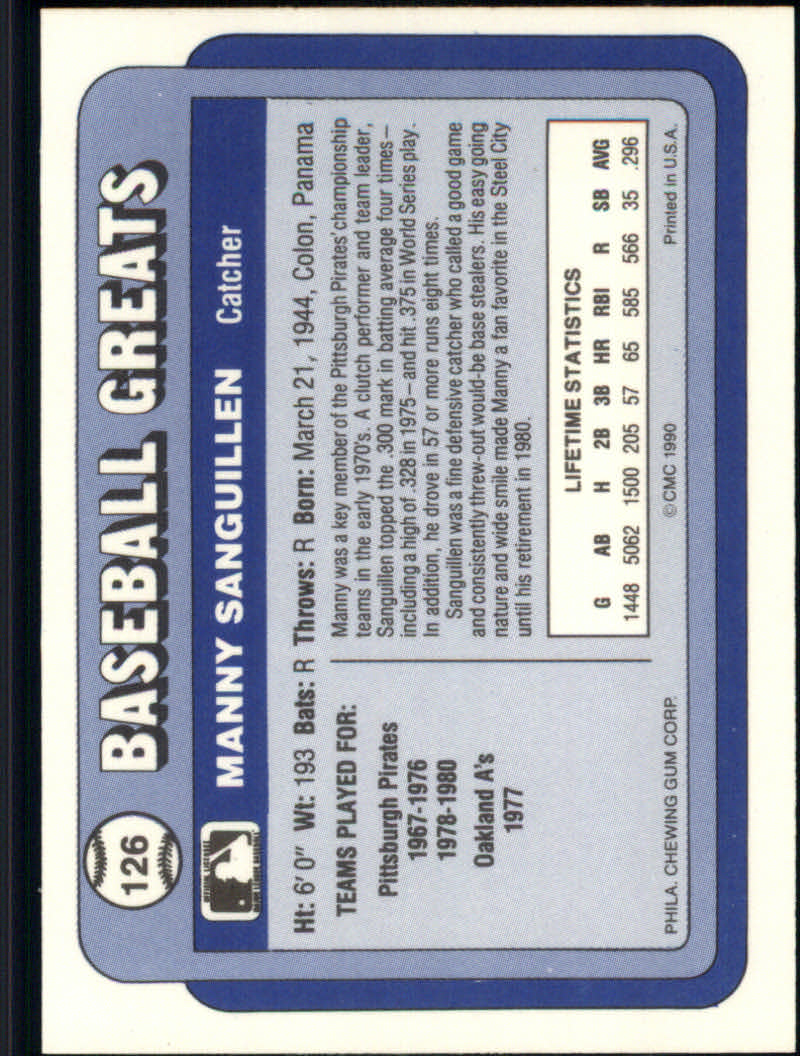 126
BASEBALL GREATS
MANNY SANGUILLEN Catcher
Ht: 6'0" Wt: 193 Bats: R Throws: R Born: March 21, 1944, Colon, Panama
TEAMS PLAYED FOR:
Pittsburgh Pirates
1967-1976
1978-1980
Oakland A's
1977
Manny was a key member of the Pittsburgh Pirates' championship
teams in the early 1970's. A clutch performer and team leader,
Sanguillen topped the .300 mark in batting average four times–
including a high of .328 in 1975–and hit .375 in World Series play.
In addition, he drove in 57 or more runs eight times.
Sanguillen was a fine defensive catcher who called a good game
and consistently threw-out would-be base stealers. His easy going
nature and wide smile made Manny a fan favorite in the Steel City
until his retirement in 1980.
LIFETIME STATISTICS
G AB H 2B 3B HR RBI R SB AVG
1448 5062 1500 205 57 65 585 566 35 .296
PHILA. CHEWING GUM CORP. ©CMC 1990 Printed in U.S.A.